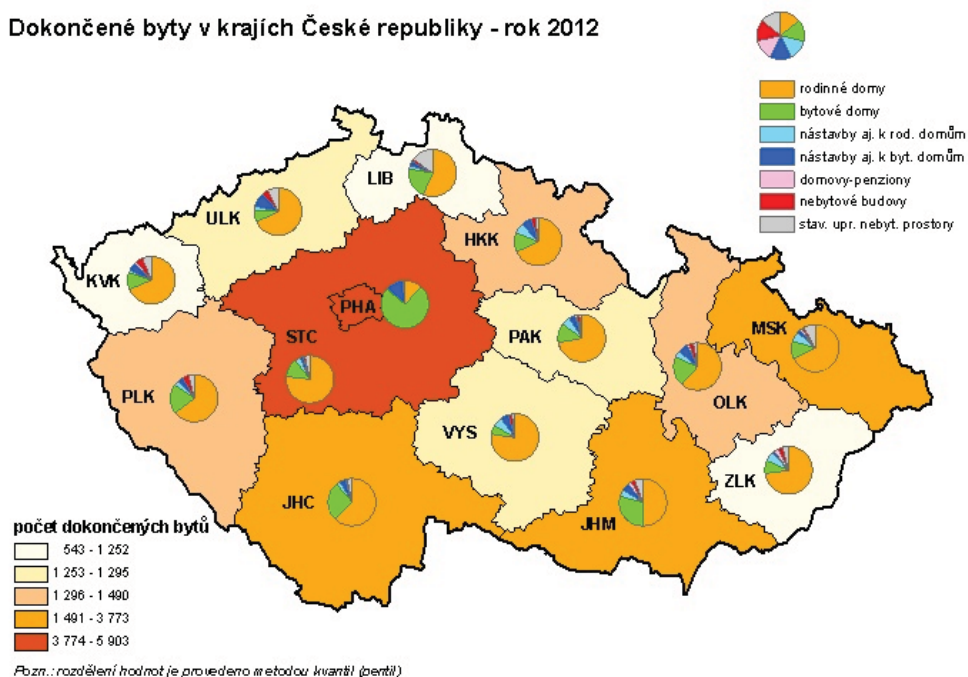 Dokončené byty v krajích České republiky - rok 2012
rodinné domy
bytové domy
nástavby aj. k rod. domům
nástavby aj. k byt. domům
domovy-penziony
nebytové budovy
stav. upr. nebyt. prostory
LIB
ULK
HKK
KVK
PHA
STC
PAK
MSK
PLK
OLK
VYS
ZLK
JHC
JHM
počet dokončených bytů
543 - 1 252
1 253 - 1 295
1 296 - 1 490
1 491 - 3 773
3 774 - 5 903
Pozn.: rozdělení hodnot je provedeno metodou kvantil (pentil)